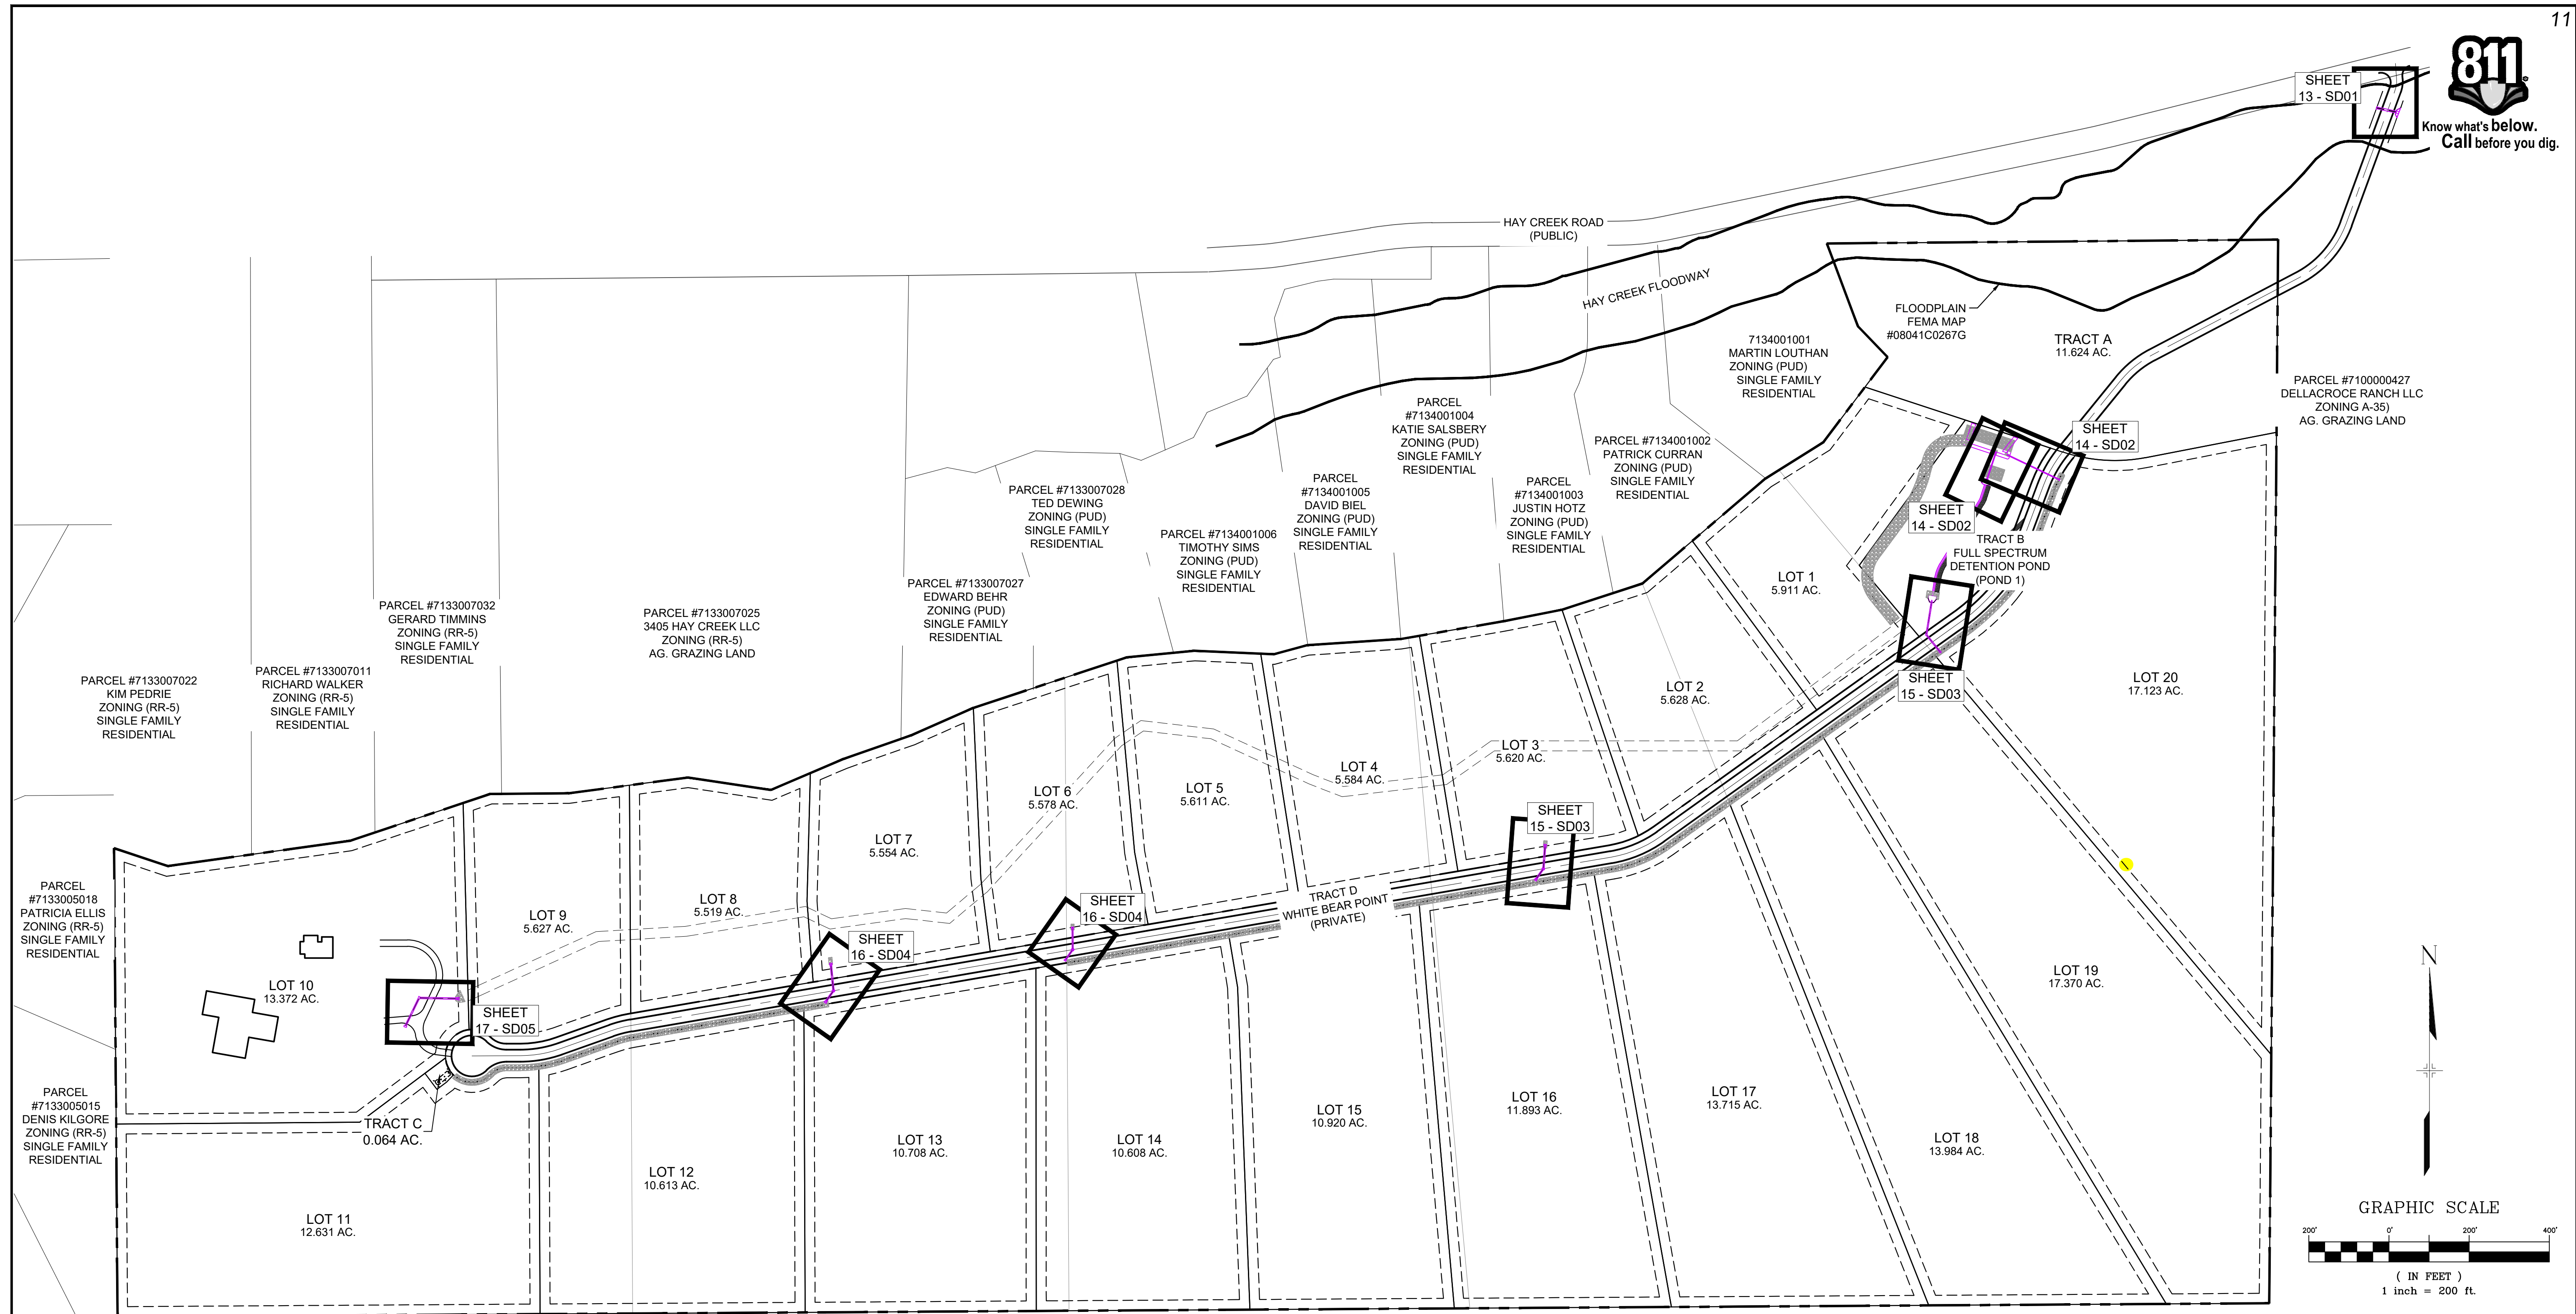 11
811
Know what's below.
Call before you dig.
SHEET
13 - SD01
HAY CREEK ROAD
(PUBLIC)
HAY CREEK FLOODWAY
FLOODPLAIN
FEMA MAP
#08041C0267G
TRACT A
11.624 AC.
7134001001
MARTIN LOUTHAN
ZONING (PUD)
SINGLE FAMILY
RESIDENTIAL
PARCEL #7100000427
DELLACROCE RANCH LLC
ZONING A-35)
AG. GRAZING LAND
PARCEL
#7134001004
KATIE SALSBERY
ZONING (PUD)
SINGLE FAMILY
RESIDENTIAL
PARCEL #7134001002
PATRICK CURRAN
ZONING (PUD)
SINGLE FAMILY
RESIDENTIAL
SHEET
14 - SD02
PARCEL
#7134001005
DAVID BIEL
ZONING (PUD)
SINGLE FAMILY
RESIDENTIAL
PARCEL
#7134001003
JUSTIN HOTZ
ZONING (PUD)
SINGLE FAMILY
RESIDENTIAL
PARCEL #7133007028
TED DEWING
ZONING (PUD)
SINGLE FAMILY
RESIDENTIAL
SHEET
14 - SD02
PARCEL #7134001006
TIMOTHY SIMS
ZONING (PUD)
SINGLE FAMILY
RESIDENTIAL
TRACT B
FULL SPECTRUM
DETENTION POND
(POND 1)
PARCEL #7133007027
EDWARD BEHR
ZONING (PUD)
SINGLE FAMILY
RESIDENTIAL
LOT 1
5.911 AC.
PARCEL #7133007032
GERARD TIMMINS
ZONING (RR-5)
SINGLE FAMILY
RESIDENTIAL
PARCEL #7133007025
3405 HAY CREEK LLC
ZONING (RR-5)
AG. GRAZING LAND
PARCEL #7133007011
RICHARD WALKER
ZONING (RR-5)
SINGLE FAMILY
RESIDENTIAL
PARCEL #7133007022
KIM PEDRIE
ZONING (RR-5)
SINGLE FAMILY
RESIDENTIAL
SHEET
15 - SD03
LOT 20
17.123 AC.
LOT 2
5.628 AC.
LOT 3
5.620 AC.
LOT 4
5.584 AC.
LOT 5
5.611 AC.
LOT 6
5.578 AC.
LOT 7
5.554 AC.
SHEET
15 - SD03
LOT 8
5.519 AC.
LOT 9
5.627 AC.
PARCEL
#7133005018
PATRICIA ELLIS
ZONING (RR-5)
SINGLE FAMILY
RESIDENTIAL
TRACT D
WHITE BEAR POINT
(PRIVATE)
SHEET
16 - SD04
SHEET
16 - SD04
LOT 10
13.372 AC.
SHEET
17 - SD05
LOT 19
17.370 AC.
N
PARCEL
#7133005015
DENIS KILGORE
ZONING (RR-5)
SINGLE FAMILY
RESIDENTIAL
TRACT C
0.064 AC.
LOT 11
12.631 AC.
LOT 12
10.613 AC.
LOT 13
10.708 AC.
LOT 14
10.608 AC.
LOT 15
10.920 AC.
LOT 16
11.893 AC.
LOT 17
13.715 AC.
LOT 18
13.984 AC.
GRAPHIC SCALE
200' 0' 200' 400'
( IN FEET )
1 inch = 200 ft.